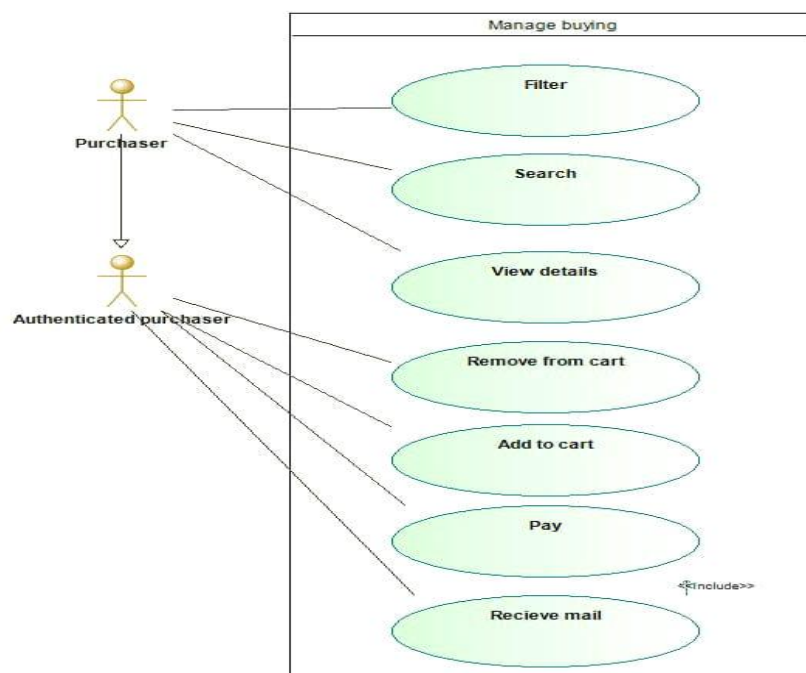 Manage buying
Filter
Purchaser
Search
View details
Authenticated purchaser
Remove from cart
Add to cart
Pay
<<Include>>
Recieve mail